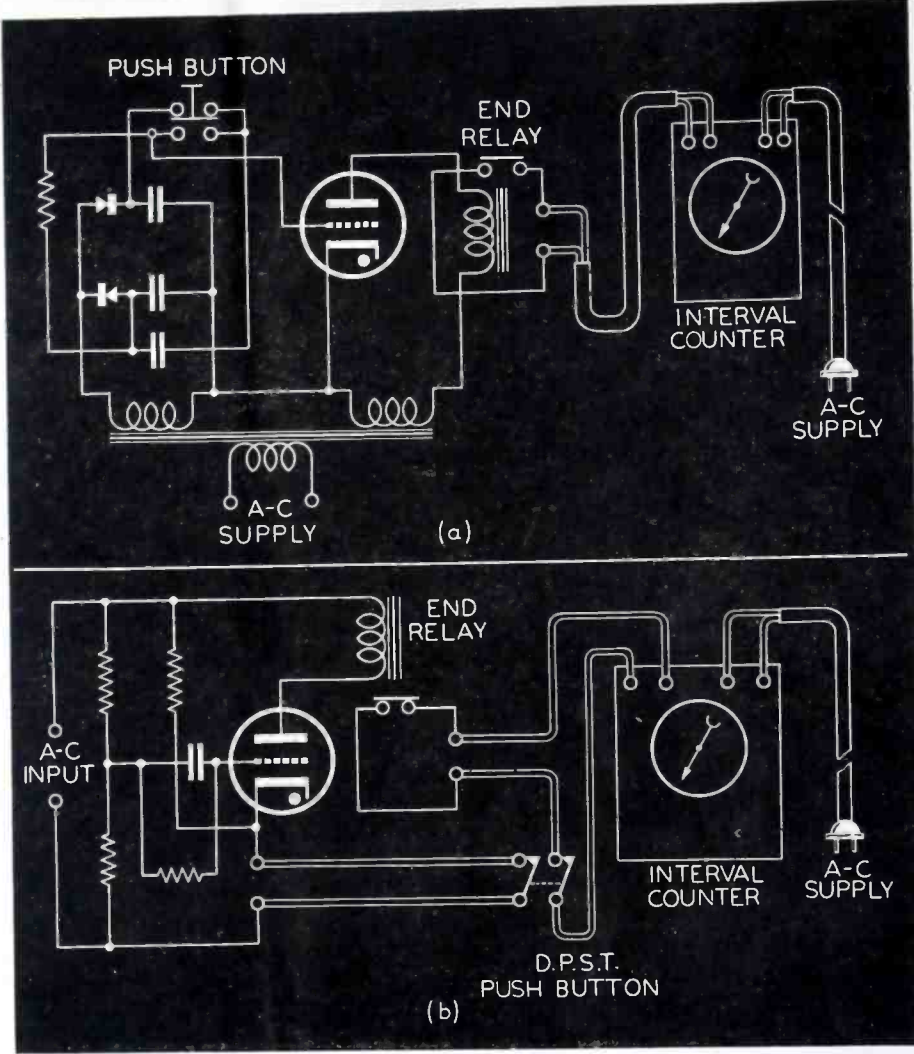 PUSH BUTTON
END
RELAY
INTERVAL
COUNTER
A-C
SUPPLY
A-C
SUPPLY
(a)
END
RELAY
A-C
INPUT
INTERVAL
COUNTER
A-C
SUPPLY
D.P.S.T.
PUSH BUTTON
(b)